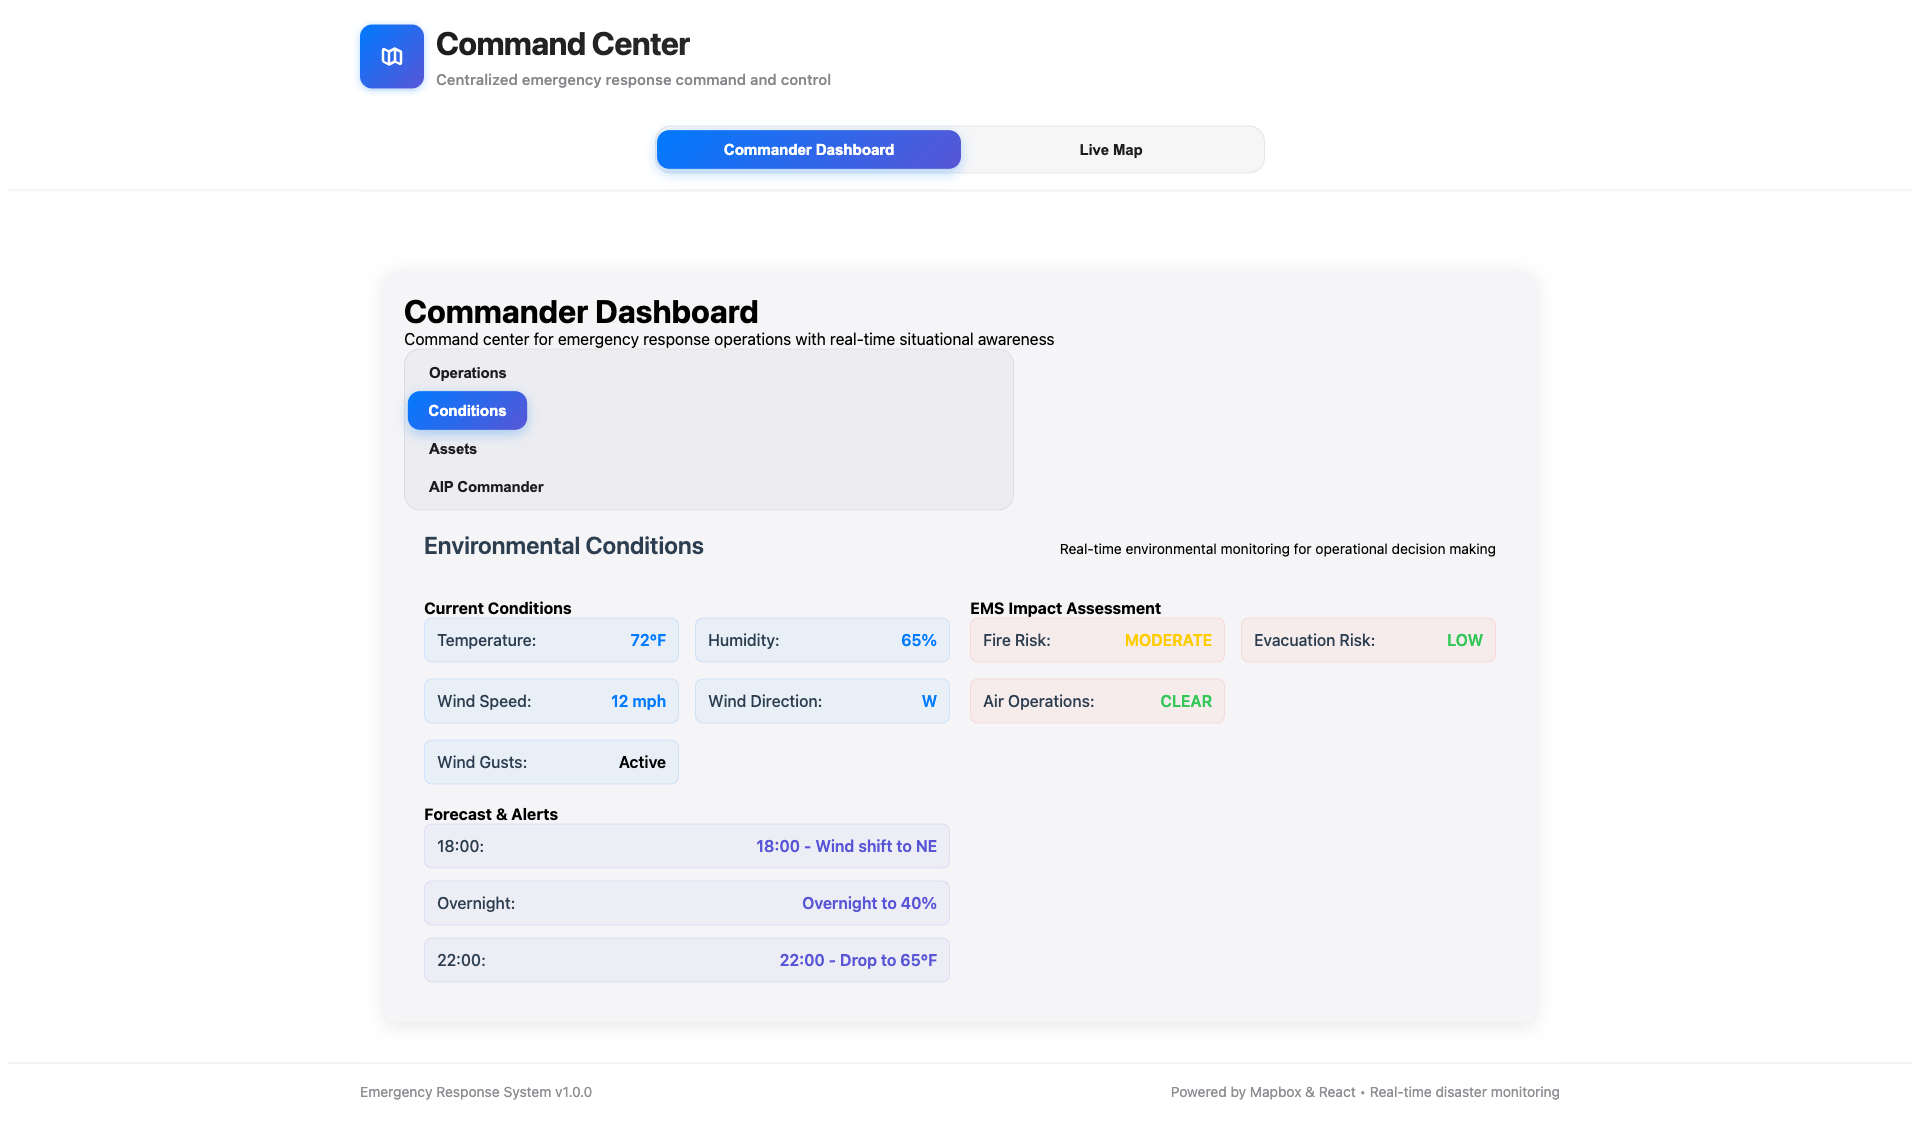 Command Center
Centralized emergency response command and control
Commander Dashboard
Live Map
Commander Dashboard
Command center for emergency response operations with real-time situational awareness
Operations
Conditions
Assets
AIP Commander
Environmental Conditions
Real-time environmental monitoring for operational decision making
Current Conditions
Temperature: 72°F
Humidity: 65%
Wind Speed: 12 mph
Wind Direction: W
Wind Gusts: Active
EMS Impact Assessment
Fire Risk: MODERATE
Evacuation Risk: LOW
Air Operations: CLEAR
Forecast & Alerts
18:00: 18:00 - Wind shift to NE
Overnight: Overnight to 40%
22:00: 22:00 - Drop to 65°F
Emergency Response System v1.0.0
Powered by Mapbox & React • Real-time disaster monitoring